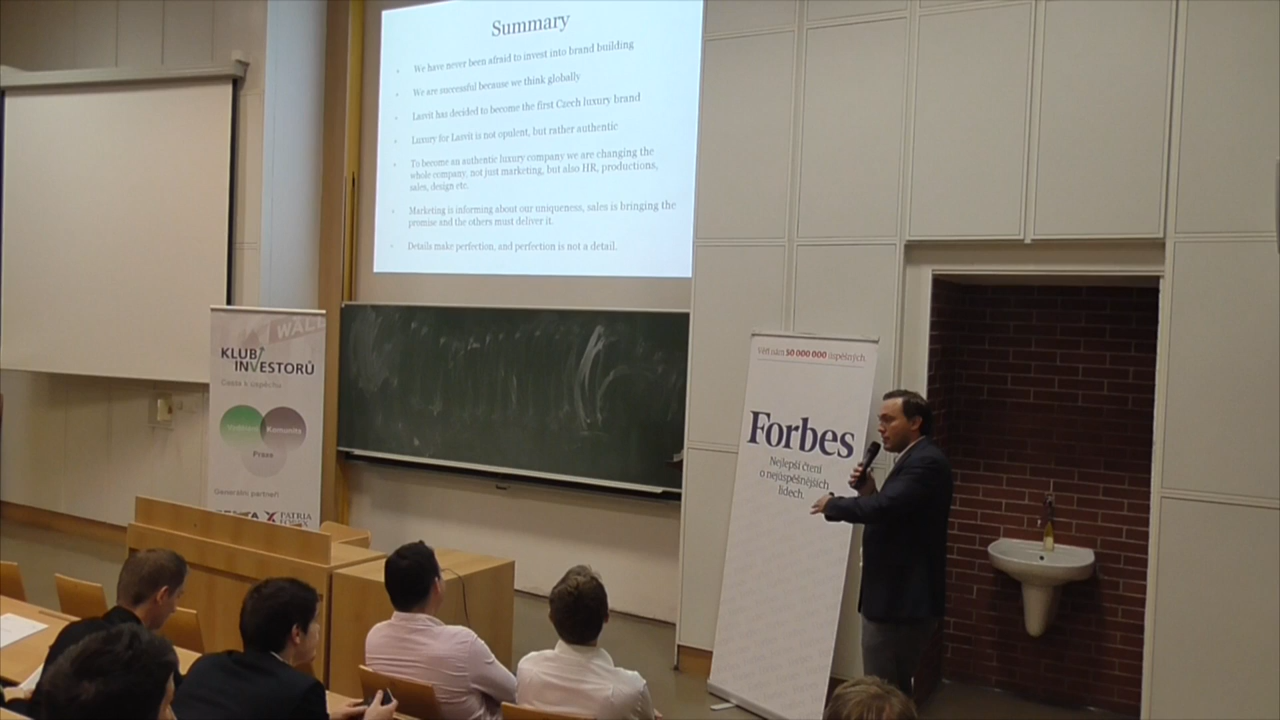 Summary
We have never been afraid to invest into brand building
We are successful because we think globally
Lasvit has decided to become the first Czech luxury brand
Luxury for Lasvit is not opulent, but rather authentic
To become an authentic luxury company we are changing the
whole company, not just marketing, but also HR, productions,
sales, design etc.
Marketing is informing about our uniqueness, sales is bringing the
promise and the others must deliver it.
Details make perfection, and perfection is not a detail.
WALL
KLUB
INVESTORŮ
Cesta k úspěchu
Vzdělání
Komunita
Praxe
Generální partneři
PATRIA
FOREX
Věří nám 50 000 000 úspěšných.
Forbes
Nejlepší čtení
o nejúspěšnějších
lidech.